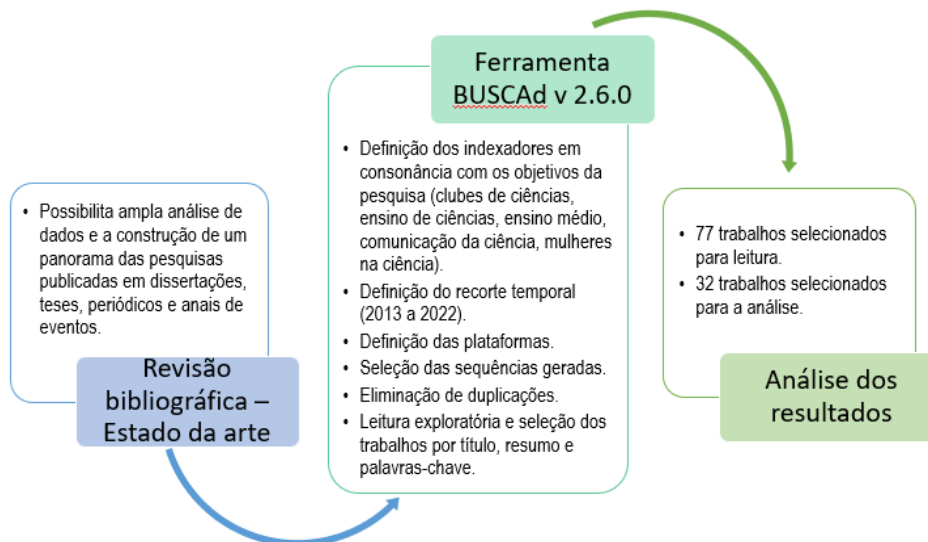 • Possibilita ampla análise de
dados e a construção de um
panorama das pesquisas
publicadas em dissertações,
teses, periódicos e anais de
eventos.
Revisão
bibliográfica –
Estado da arte
Ferramenta
BUSCAd v 2.6.0
• Definição dos indexadores em
consonância com os objetivos da
pesquisa (clubes de ciências,
ensino de ciências, ensino médio,
comunicação da ciência, mulheres
na ciência).
• Definição do recorte temporal
(2013 a 2022).
• Definição das plataformas.
• Seleção das sequências geradas.
• Eliminação de duplicações.
• Leitura exploratória e seleção dos
trabalhos por título, resumo e
palavras-chave.
• 77 trabalhos selecionados
para leitura.
• 32 trabalhos selecionados
para a análise.
Análise dos
resultados